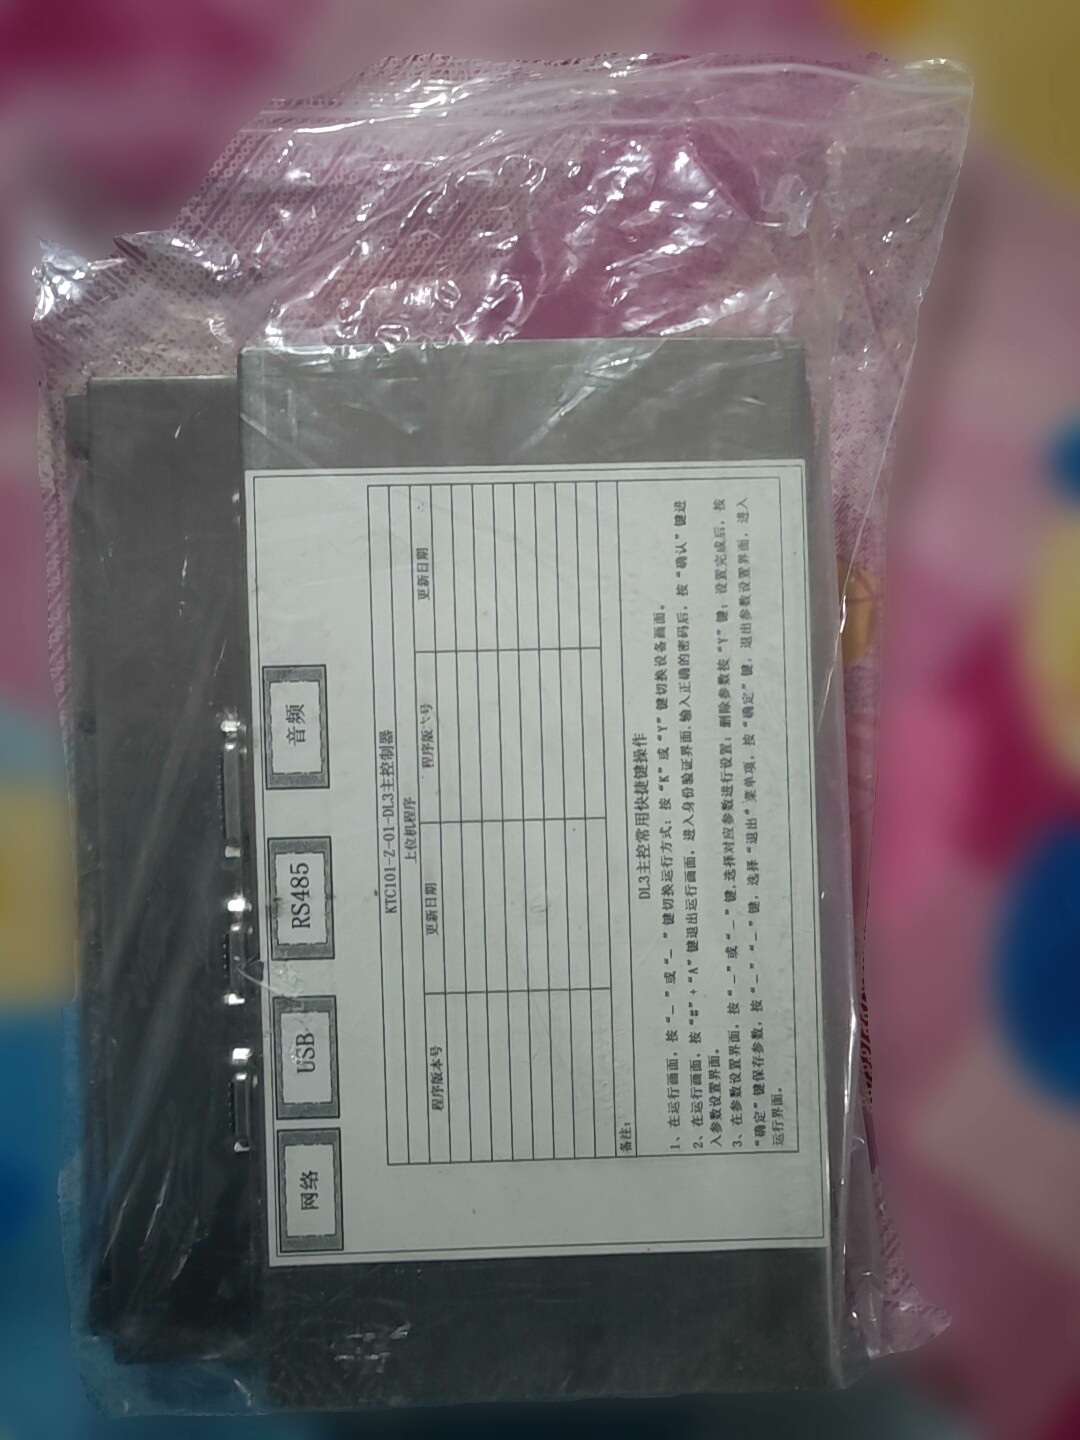 网络
USB
RS485
音频
KTC101-Z-01-DL3主控制器
上位机程序
程序版本号 更新日期 程序版 号 更新日期
备注:
DL3主控常用快捷键操作
1、在运行画面，按“—”或“—”键切换运行方式；按“K”或“Y”键切换设备画面。
2、在运行画面，按“#”+“A”键退出运行画面，进入身份验证界面，输入正确的密码后，按“确认”键进
入参数设置界面。
3、在参数设置界面，按“—”或“—”键，选择对应参数进行设置；删除参数按“Y”键；设置完成后，按
“确定”键保存参数，按“—”“—”键，选择“退出”菜单项，按“确定”键，退出参数设置界面，进入
运行界面。